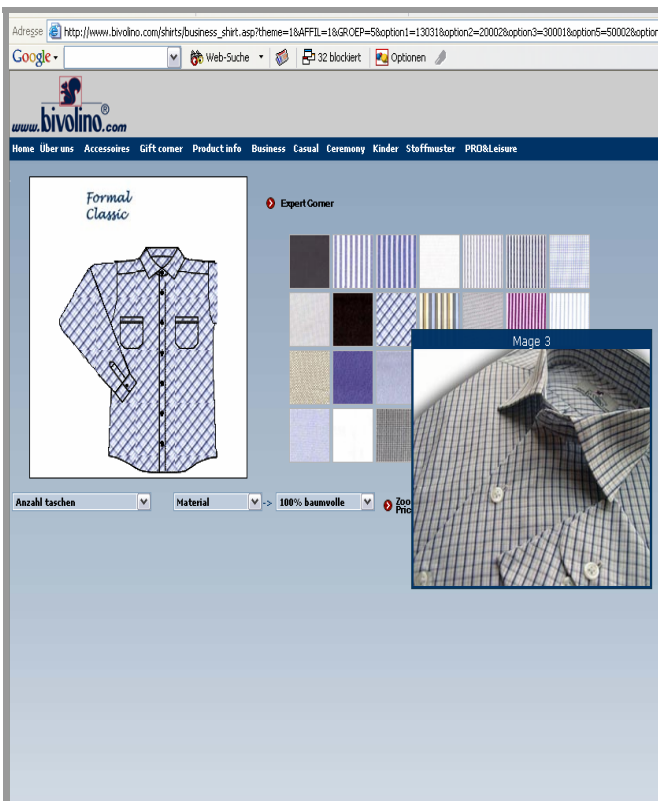 Adresse http://www.bivolino.com/shirts/business_shirt.asp?theme=1&AFFIL=1&GROEP=5&option1=13031&option2=20002&option3=30001&option5=50002&option
Google Web-Suche 32 blockiert Optionen
www.bivolino®.com
Home Über uns Accessoires Gift corner Product info Business Casual Ceremony Kinder Stoffmuster PRO&Leisure
Formal
Classic
Expert Corner
Mage 3
Anzahl taschen Material -> 100% baumvolle Zoo
Pric